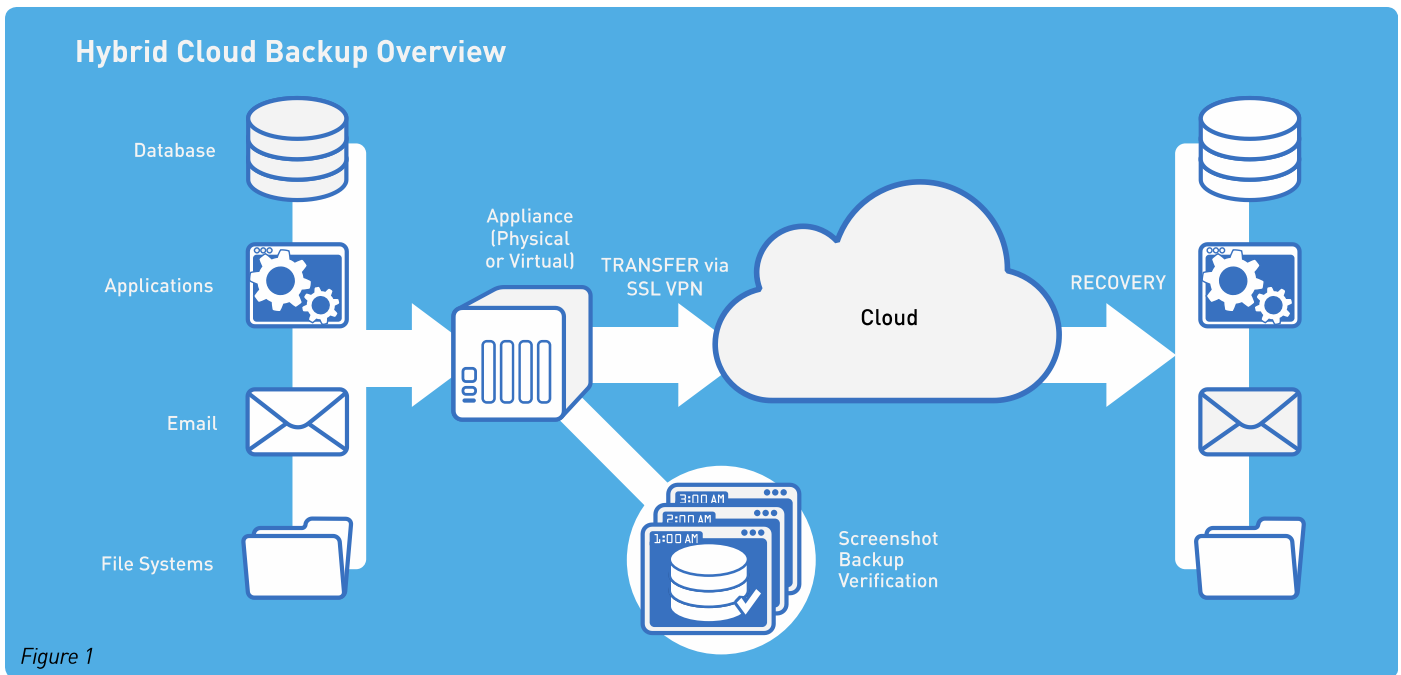 Hybrid Cloud Backup Overview
Database
Applications
Email
File Systems
Appliance
(Physical
or Virtual)
TRANSFER via
SSL VPN
Cloud
RECOVERY
3:00 AM
2:00 AM
1:00 AM
Screenshot
Backup
Verification
Figure 1